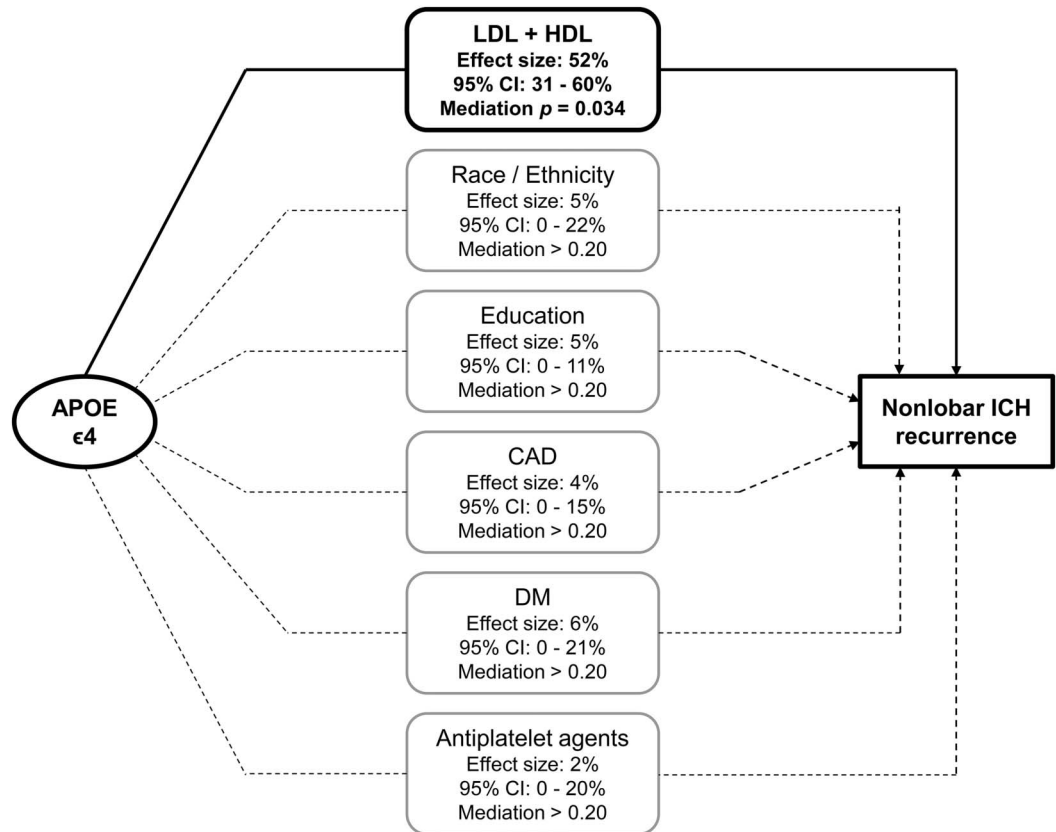 LDL + HDL
Effect size: 52%
95% CI: 31 - 60%
Mediation p = 0.034
Race / Ethnicity
Effect size: 5%
95% CI: 0 - 22%
Mediation > 0.20
Education
Effect size: 5%
95% CI: 0 - 11%
Mediation > 0.20
APOE
ϵ4
Nonlobar ICH
recurrence
CAD
Effect size: 4%
95% CI: 0 - 15%
Mediation > 0.20
DM
Effect size: 6%
95% CI: 0 - 21%
Mediation > 0.20
Antiplatelet agents
Effect size: 2%
95% CI: 0 - 20%
Mediation > 0.20